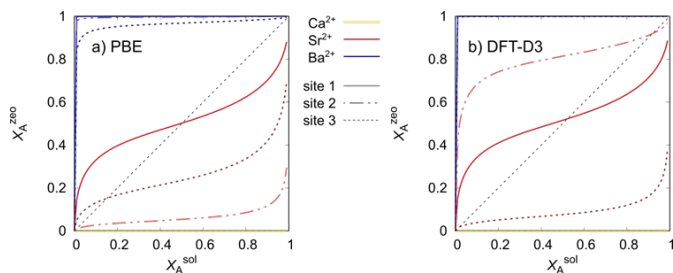 a) PBE
1
0.8
0.6
0.4
0.2
0
0 0.2 0.4 0.6 0.8 1
X_A^zeo
X_A^sol
Ca²⁺
Sr²⁺
Ba²⁺
site 1
site 2
site 3
b) DFT-D3
1
0.8
0.6
0.4
0.2
0
0 0.2 0.4 0.6 0.8 1
X_A^zeo
X_A^sol